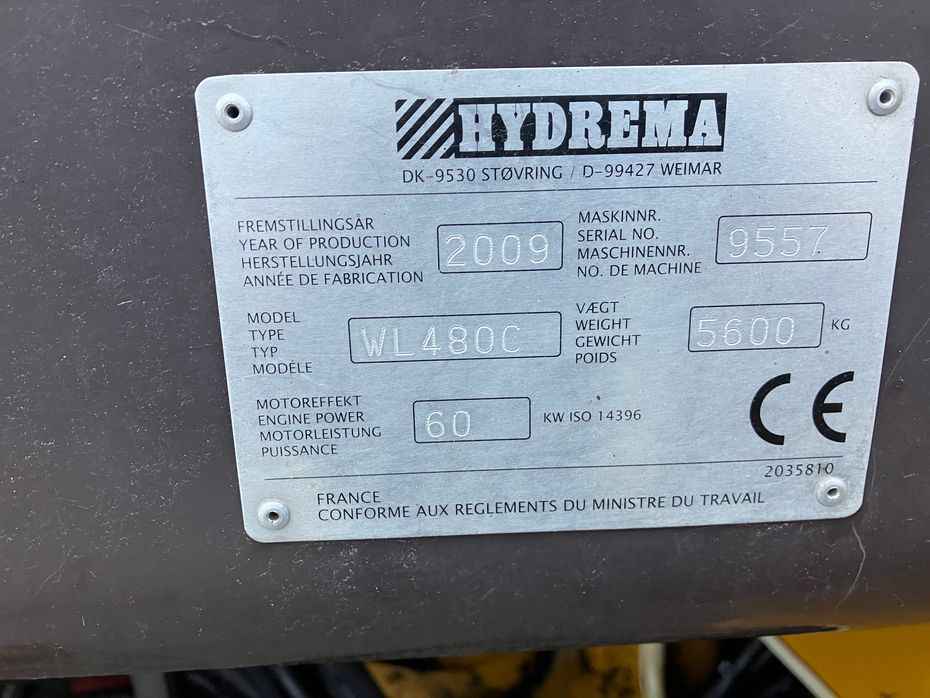 HYDREMA
DK-9530 STØVRING / D-99427 WEIMAR
FREMSTILLINGSÅR
YEAR OF PRODUCTION
HERSTELLUNGSJAHR
ANNÉE DE FABRICATION
2009
MASKINNR.
SERIAL NO.
MASCHINENNR.
NO. DE MACHINE
9557
MODEL
TYPE
TYP
MODÉLE
WL480C
VÆGT
WEIGHT
GEWICHT
POIDS
5600 KG
MOTOREFFEKT
ENGINE POWER
MOTORLEISTUNG
PUISSANCE
60 KW ISO 14396
CE
2035810
FRANCE
CONFORME AUX REGLEMENTS DU MINISTRE DU TRAVAIL